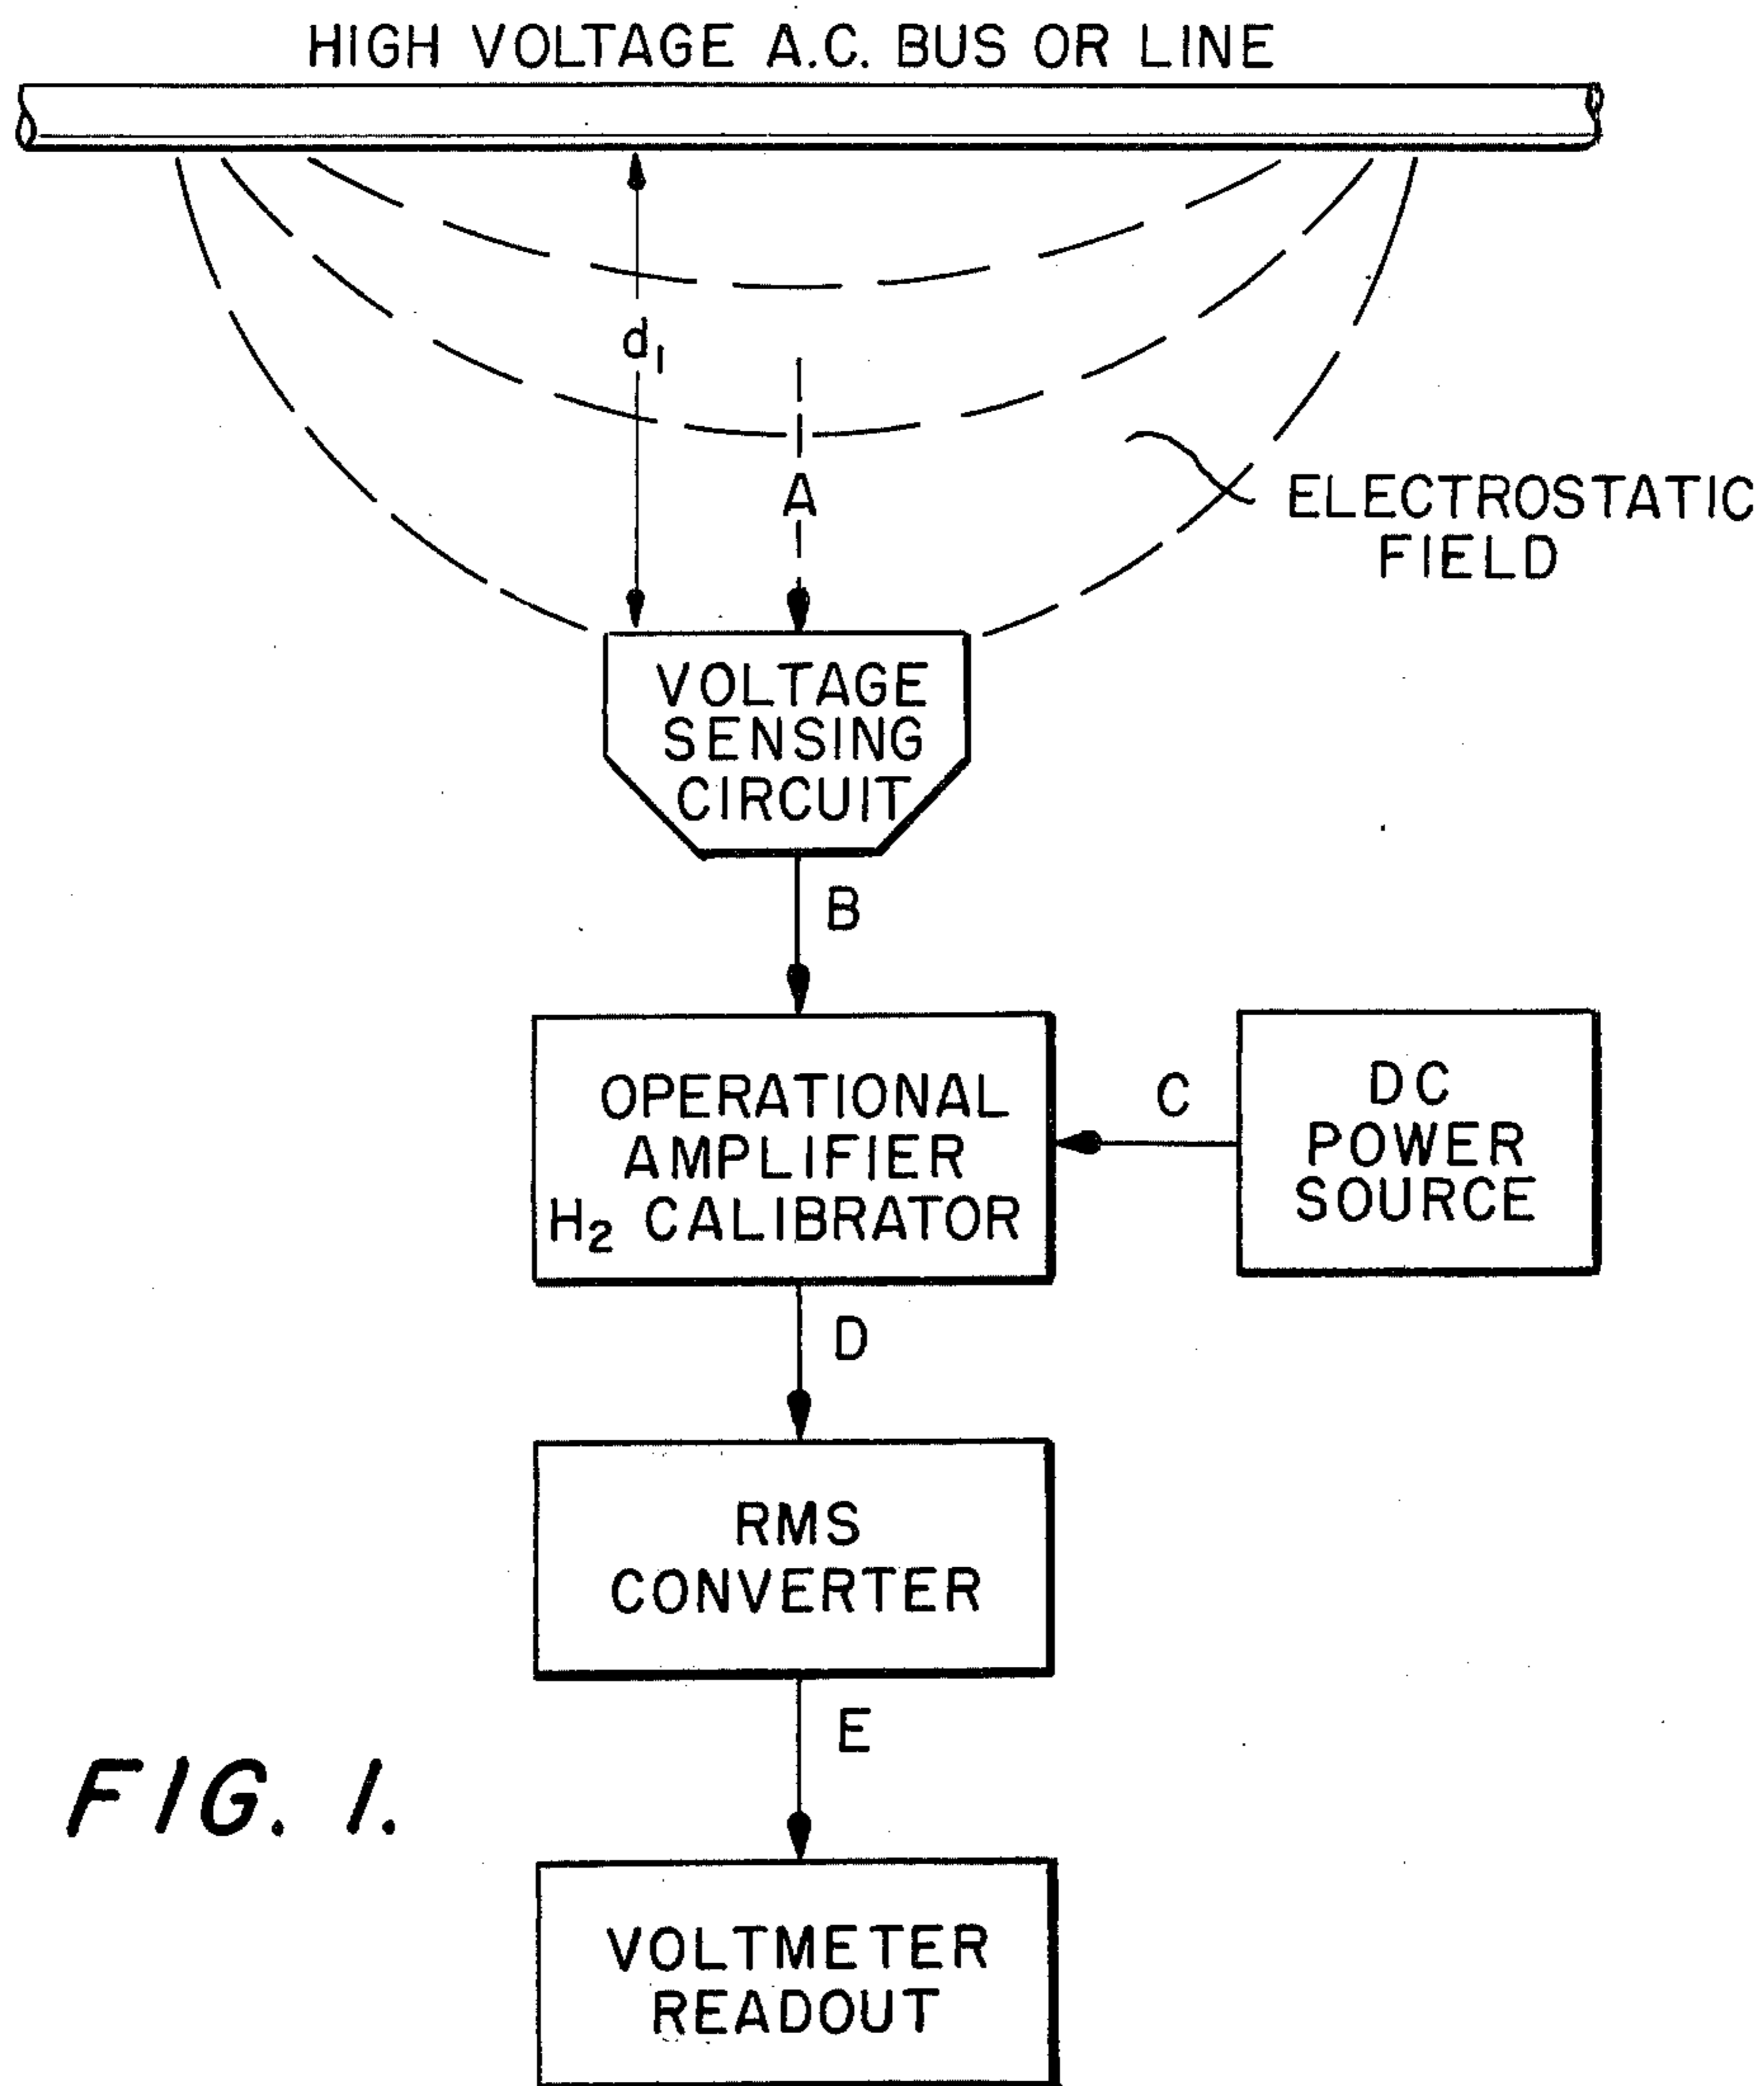 HIGH VOLTAGE A.C. BUS OR LINE
d₁
A
ELECTROSTATIC
FIELD
VOLTAGE
SENSING
CIRCUIT
B
OPERATIONAL
AMPLIFIER
H₂ CALIBRATOR
C
DC
POWER
SOURCE
D
RMS
CONVERTER
E
FIG. 1.
VOLTMETER
READOUT